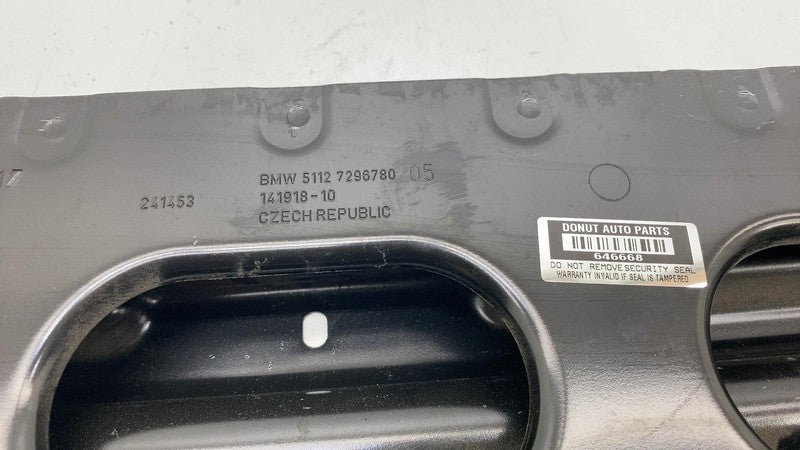 17
BMW 5112 7296780 05
241453
141918-10
CZECH REPUBLIC
DONUT AUTO PARTS
646668
DO NOT REMOVE SECURITY SEAL
WARRANTY INVALID IF SEAL IS TAMPERED